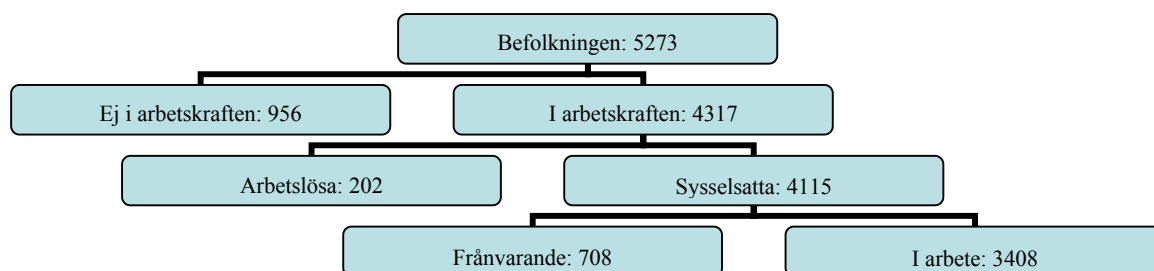 Befolkningen: 5273
Ej i arbetskraften: 956
I arbetskraften: 4317
Arbetslösa: 202
Sysselsatta: 4115
Frånvarande: 708
I arbete: 3408